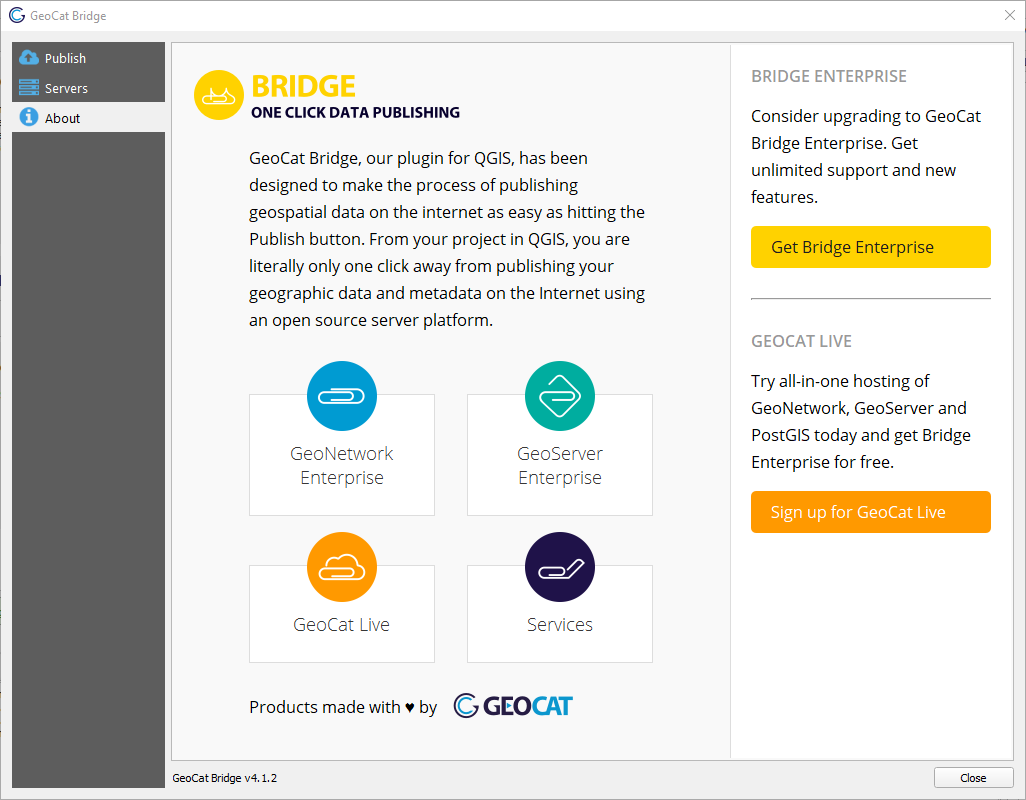 GeoCat Bridge
Publish
Servers
About
BRIDGE
ONE CLICK DATA PUBLISHING
GeoCat Bridge, our plugin for QGIS, has been
designed to make the process of publishing
geospatial data on the internet as easy as hitting the
Publish button. From your project in QGIS, you are
literally only one click away from publishing your
geographic data and metadata on the Internet using
an open source server platform.
GeoNetwork
Enterprise
GeoServer
Enterprise
GeoCat Live
Services
Products made with ♥ by GEOCAT
BRIDGE ENTERPRISE
Consider upgrading to GeoCat
Bridge Enterprise. Get
unlimited support and new
features.
Get Bridge Enterprise
GEOCAT LIVE
Try all-in-one hosting of
GeoNetwork, GeoServer and
PostGIS today and get Bridge
Enterprise for free.
Sign up for GeoCat Live
GeoCat Bridge v4.1.2
Close